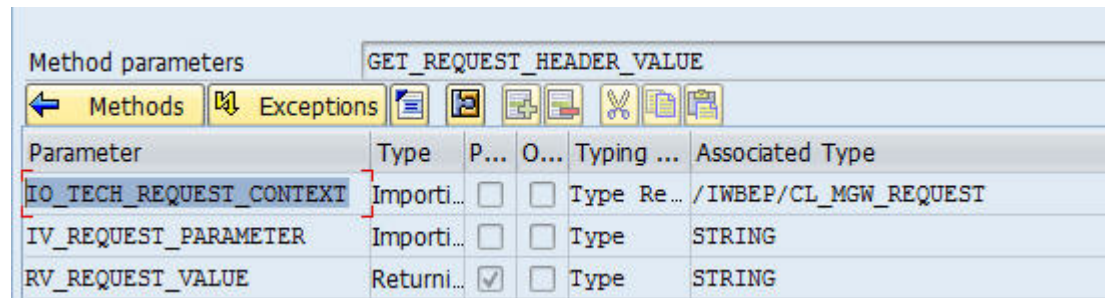 Method parameters GET_REQUEST_HEADER_VALUE
Methods Exceptions
Parameter Type P... O... Typing ... Associated Type
IO_TECH_REQUEST_CONTEXT Importi... Type Re... /IWBEP/CL_MGW_REQUEST
IV_REQUEST_PARAMETER Importi... Type STRING
RV_REQUEST_VALUE Returni... Type STRING